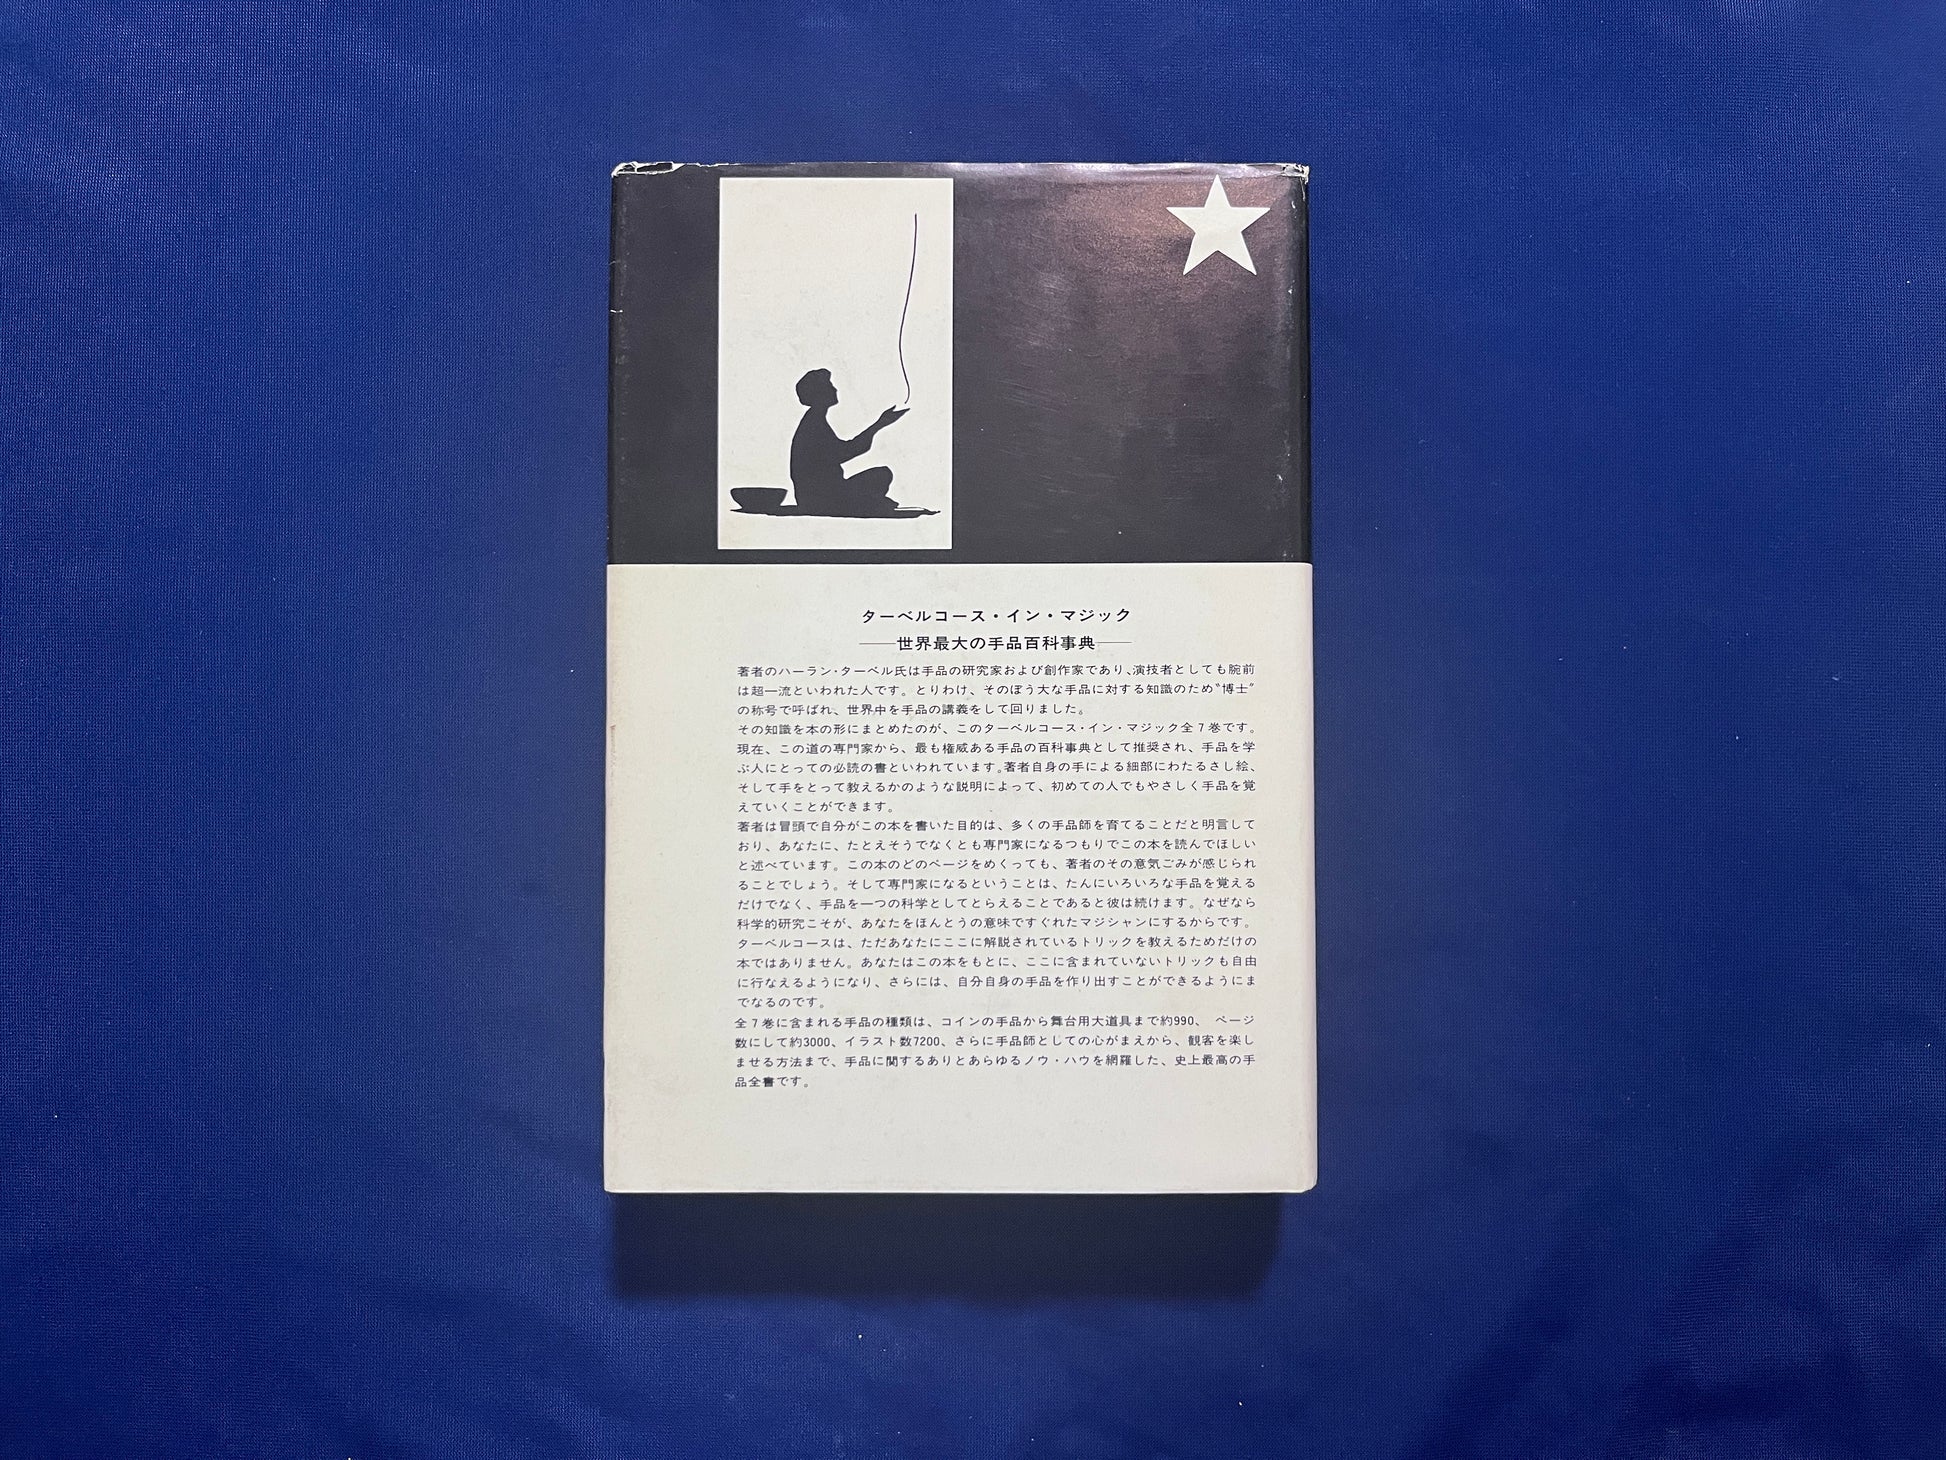 ターベルコース・イン・マジック
――世界最大の手品百科事典――
著者のハーラン・ターベル氏は手品の研究家および創作家であり、演技者としても腕前
は超一流といわれた人です。とりわけ、そのぼう大な手品に対する知識のため〝博士〟
の称号で呼ばれ、世界中を手品の講義をして回りました。
その知識を本の形にまとめたのが、このターベルコース・イン・マジック全７巻です。
現在、この道の専門家から、最も権威ある手品の百科事典として推奨され、手品を学
ぶ人にとっての必読の書といわれています。著者自身の手による細部にわたるさし絵、
そして手をとって教えるかのような説明によって、初めての人でもやさしく手品を覚
えていくことができます。
著者は冒頭で自分がこの本を書いた目的は、多くの手品師を育てることだと明言して
おり、あなたに、たとえそうでなくとも専門家になるつもりでこの本を読んでほしい
と述べています。この本のどのページをめくっても、著者のその意気ごみが感じられ
ることでしょう。そして専門家になるということは、たんにいろいろな手品を覚える
だけでなく、手品を一つの科学としてとらえることであると彼は続けます。なぜなら
科学的研究こそが、あなたをほんとうの意味ですぐれたマジシャンにするからです。
ターベルコースは、ただあなたにここに解説されているトリックを教えるためだけの
本ではありません。あなたはこの本をもとに、ここに含まれていないトリックも自由
に行なえるようになり、さらには、自分自身の手品を作り出すことができるようにま
でなるのです。
全７巻に含まれる手品の種類は、コインの手品から舞台用大道具まで約990、ページ
数にして約3000、イラスト数7200、さらに手品師としての心がまえから、観客を楽し
ませる方法まで、手品に関するありとあらゆるノウ・ハウを網羅した、史上最高の手
品全書です。